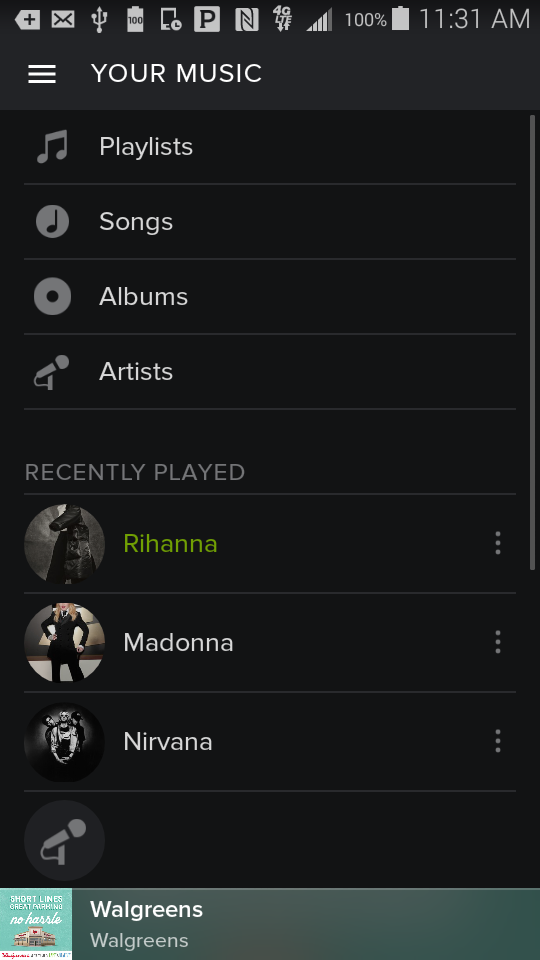 100
4G
LTE
100%
11:31 AM
YOUR MUSIC
Playlists
Songs
Albums
Artists
RECENTLY PLAYED
Rihanna
Madonna
Nirvana
SHORT LINES
GREAT PARKING
no hassle
Walgreens
Walgreens